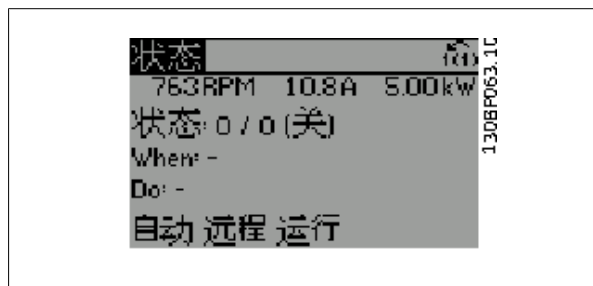 状态
763RPM 10.8A 5.00kW
状态: 0 / 0 (关)
When: -
Do: -
自动 远程 运行
130BP063.10